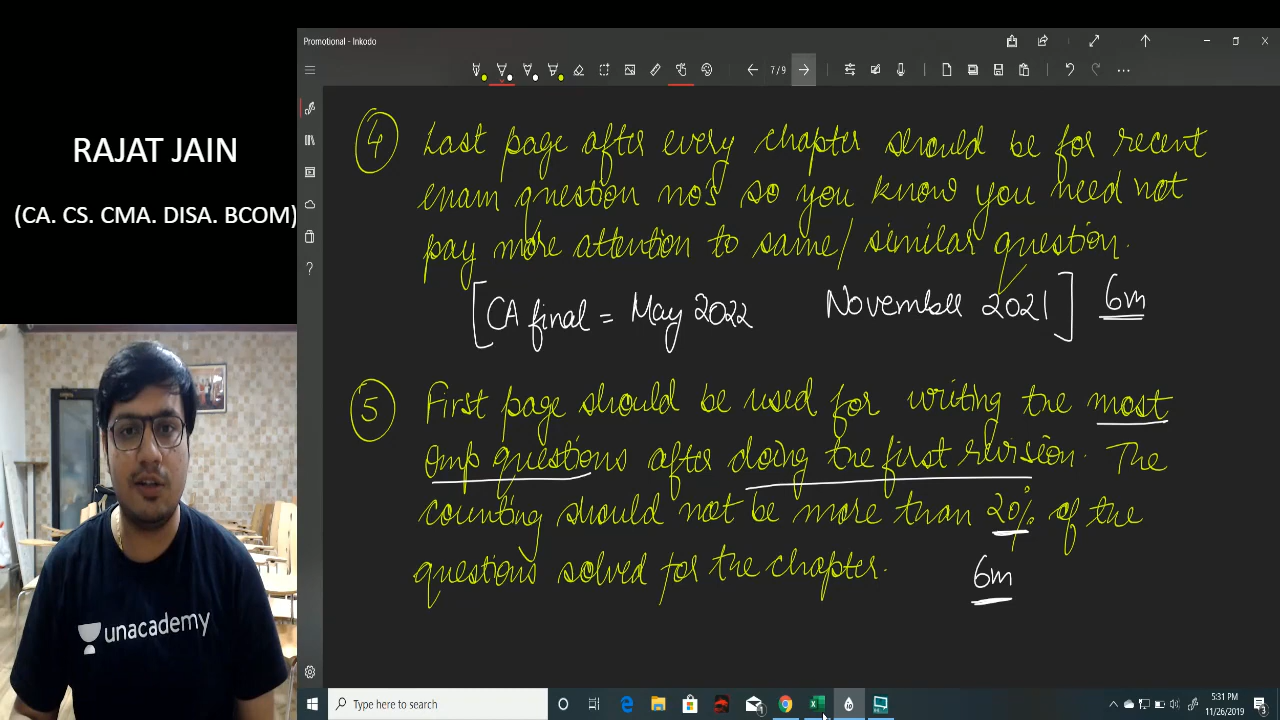 Promotional - Inkodo
7/9
RAJAT JAIN
(CA. CS. CMA. DISA. BCOM)
4 Last page after every chapter should be for recent
exam question no's so you know you need not
pay more attention to same/similar question.
[CA final = May 2022 November 2021] 6m
5 First page should be used for writing the most
Imp questions after doing the first revision. The
counting should not be more than 20% of the
questions solved for the chapter.
6m
unacademy
Type here to search
5:31 PM
11/26/2019